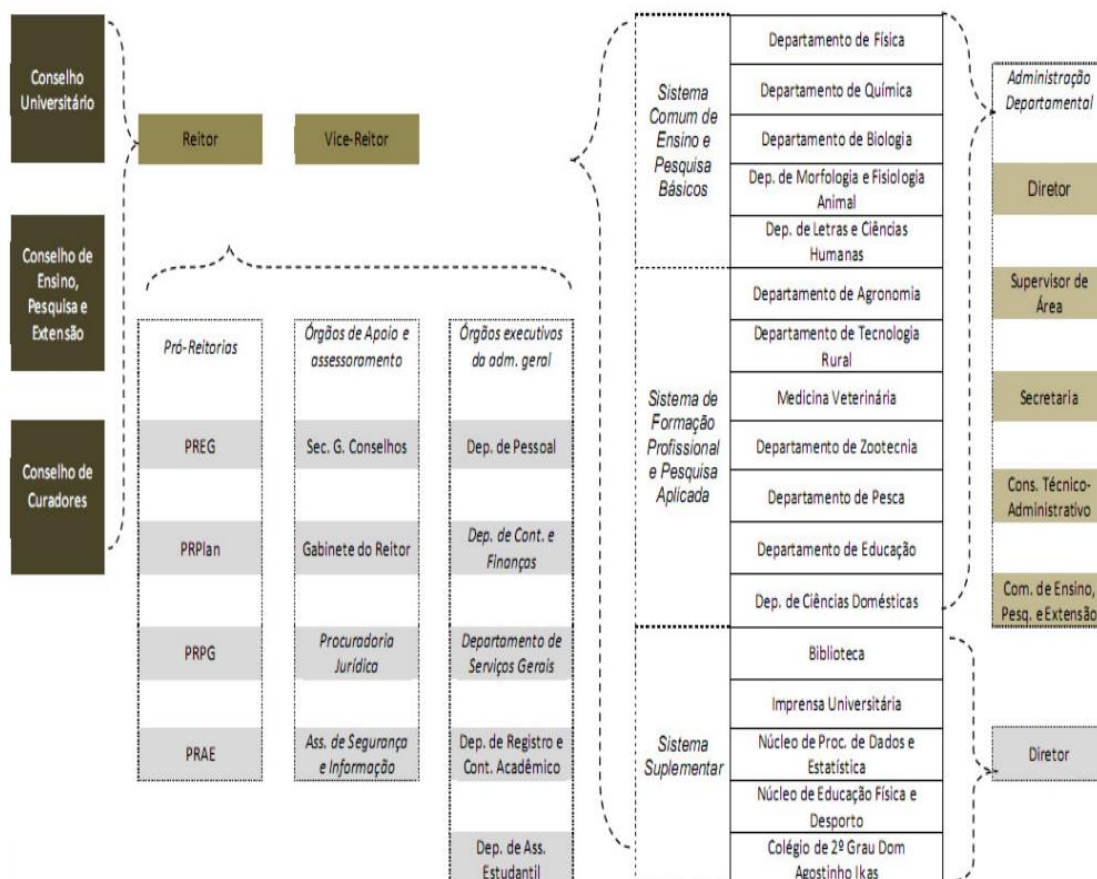 Conselho
Universitário
Conselho de
Ensino,
Pesquisa e
Extensão
Conselho de
Curadores
Reitor
Vice-Reitor
Pró-Reitorias
PREG
PRPlan
PRPG
PRAE
Órgãos de Apoio e
assessoramento
Sec. G. Conselhos
Gabinete do Reitor
Procuradoria
Jurídica
Ass. de Segurança
e Informação
Órgãos executivos
da adm. geral
Dep. de Pessoal
Dep. de Cont. e
Finanças
Departamento de
Serviços Gerais
Dep. de Registro e
Cont. Acadêmico
Dep. de Ass.
Estudantil
Sistema
Comum de
Ensino e
Pesquisa
Básicos
Departamento de Física
Departamento de Química
Departamento de Biologia
Dep. de Morfologia e Fisiologia
Animal
Dep. de Letras e Ciências
Humanas
Sistema de
Formação
Profissional
e Pesquisa
Aplicada
Departamento de Agronomia
Departamento de Tecnologia
Rural
Medicina Veterinária
Departamento de Zootecnia
Departamento de Pesca
Departamento de Educação
Dep. de Ciências Domésticas
Sistema
Suplementar
Biblioteca
Imprensa Universitária
Núcleo de Proc. de Dados e
Estatística
Núcleo de Educação Física e
Desporto
Colégio de 2º Grau Dom
Agostinho Ikas
Administração
Departamental
Diretor
Supervisor de
Área
Secretaria
Cons. Técnico-
Administrativo
Com. de Ensino,
Pesq. e Extensão
Diretor